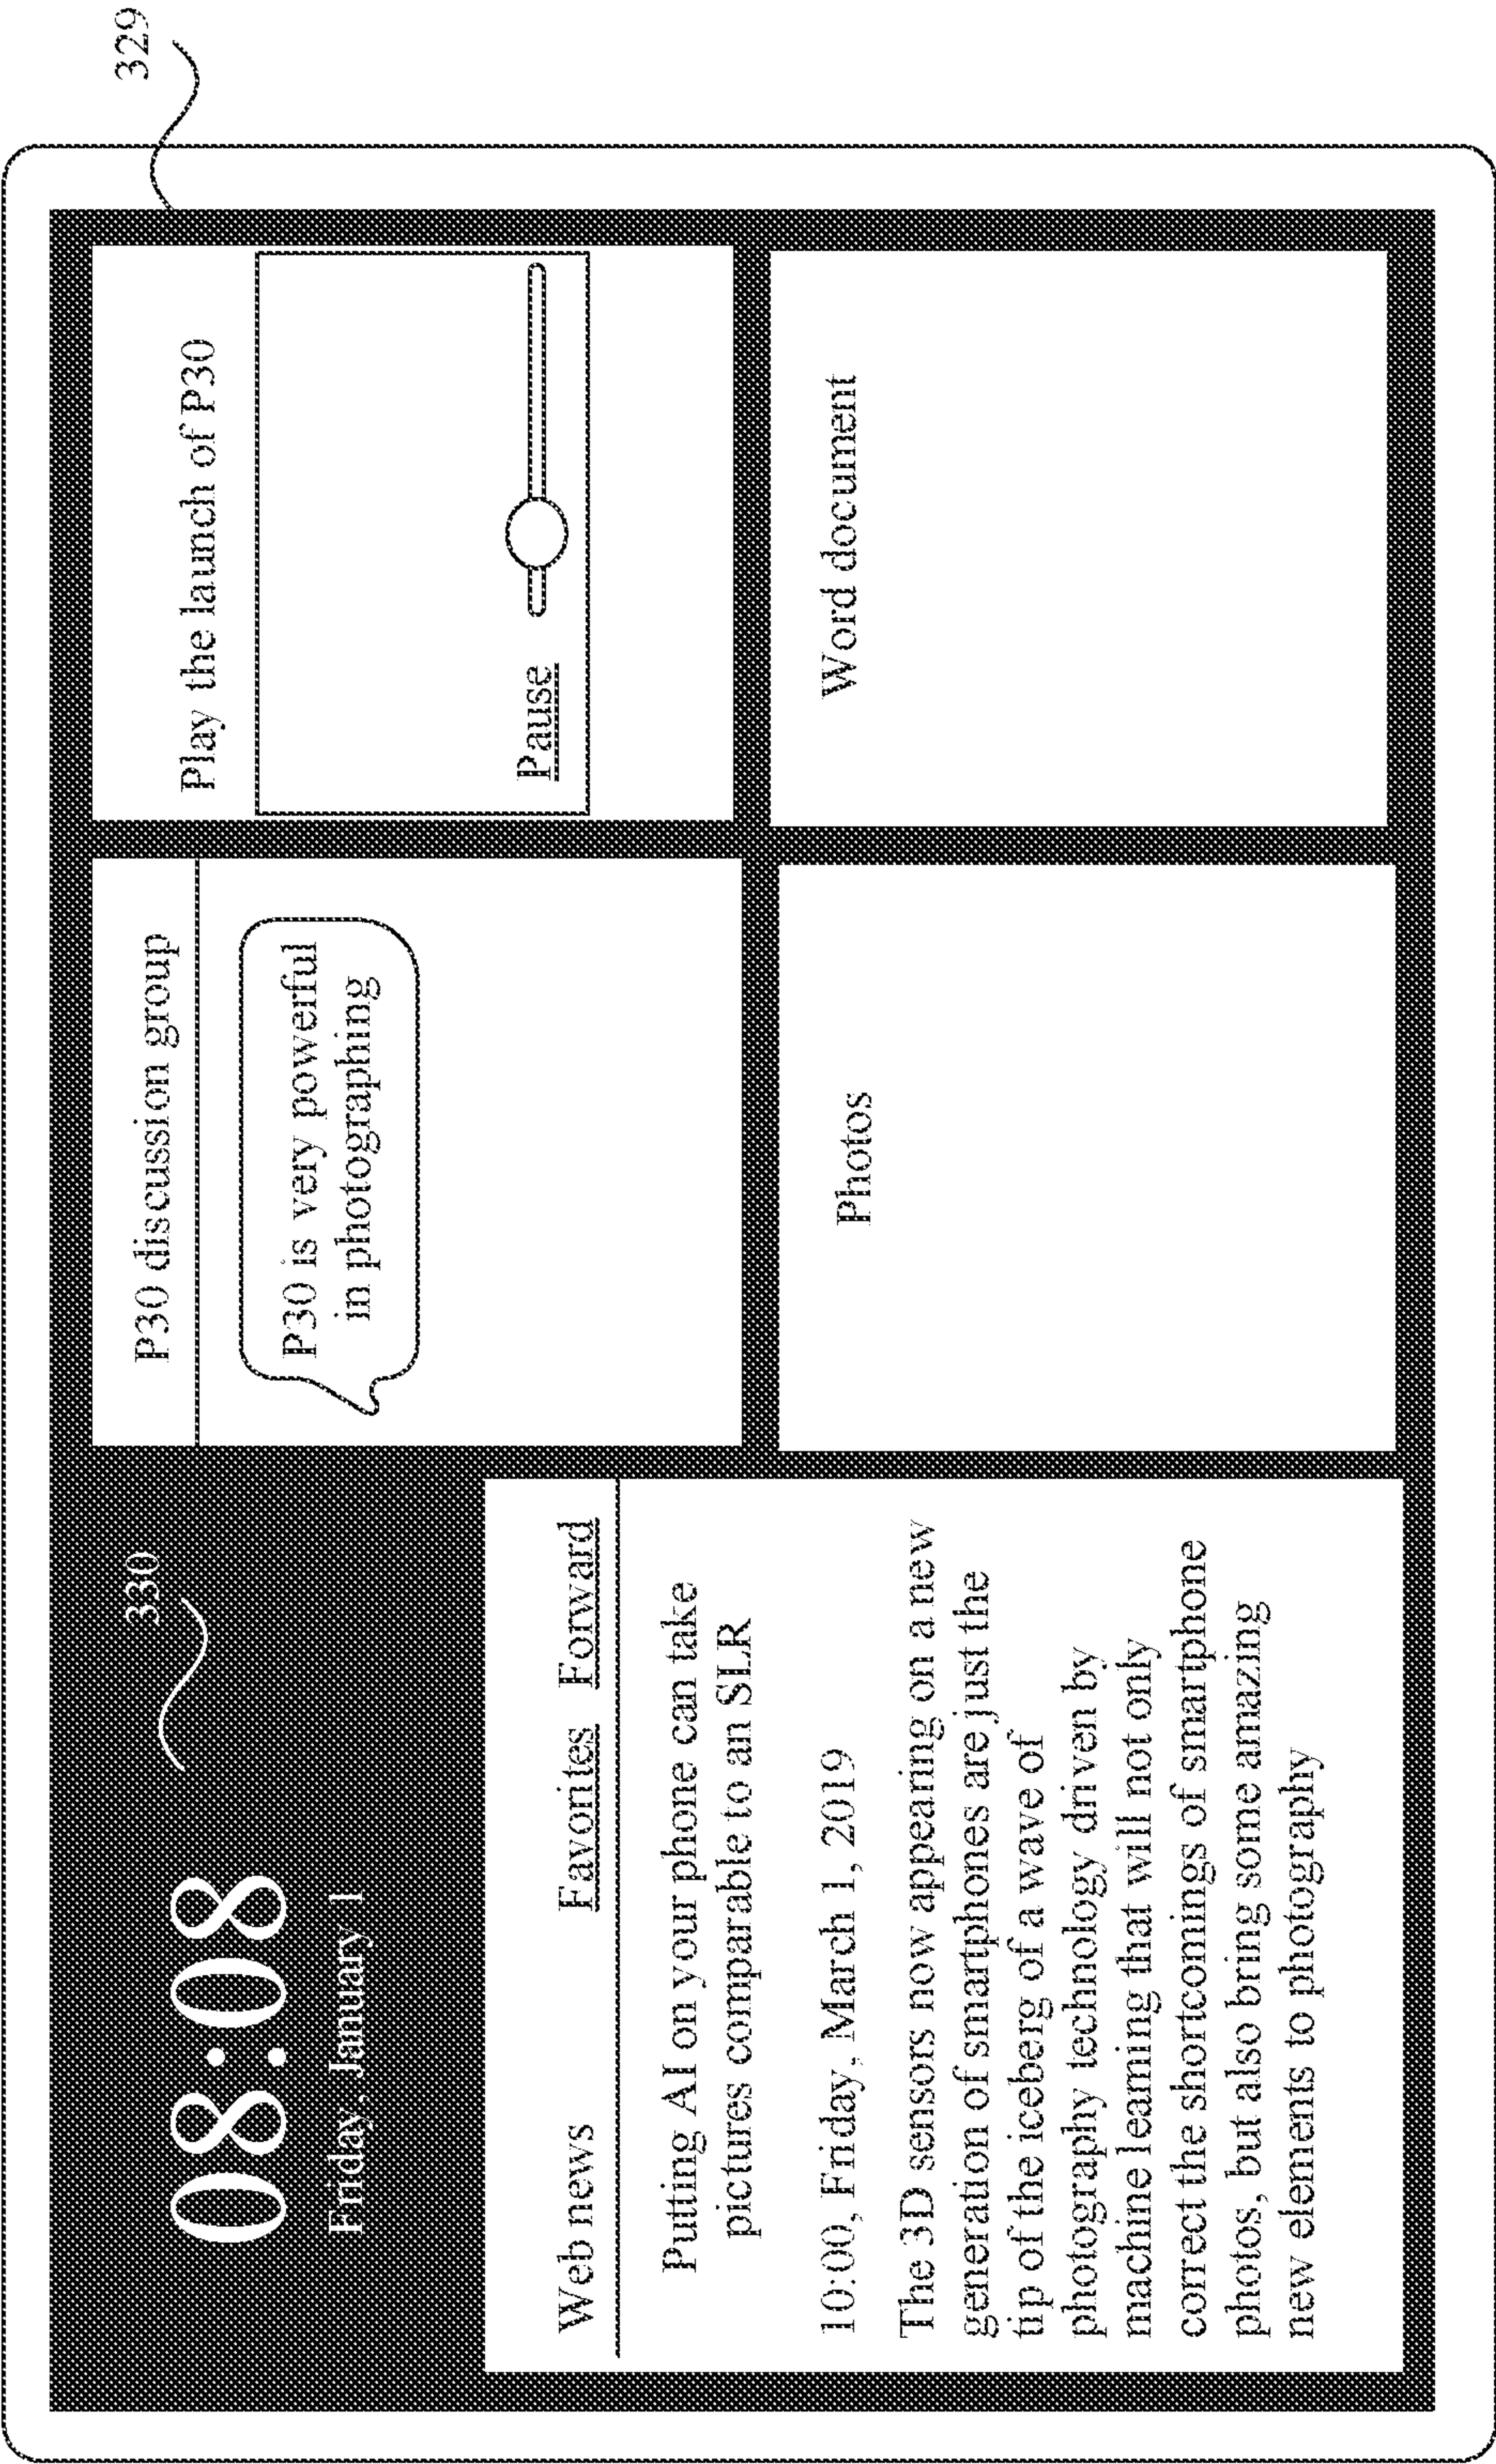 329
08:08
Friday, January 1
330
Web news Favorites Forward
Putting AI on your phone can take
pictures comparable to an SLR
10:00, Friday, March 1, 2019
The 3D sensors now appearing on a new
generation of smartphones are just the
tip of the iceberg of a wave of
photography technology driven by
machine learning that will not only
correct the shortcomings of smartphone
photos, but also bring some amazing
new elements to photography
P30 discussion group
P30 is very powerful
in photographing
Play the launch of P30
Pause
Photos
Word document